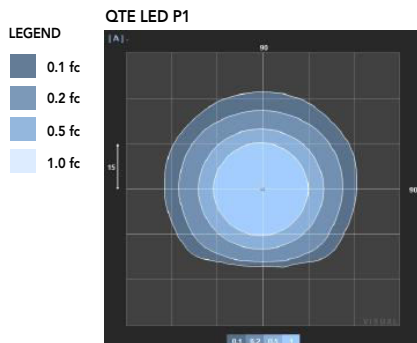 QTE LED P1
LEGEND
0.1 fc
0.2 fc
0.5 fc
1.0 fc
[A]
90
15
90
VISUAL
0.1 0.2 0.5 1